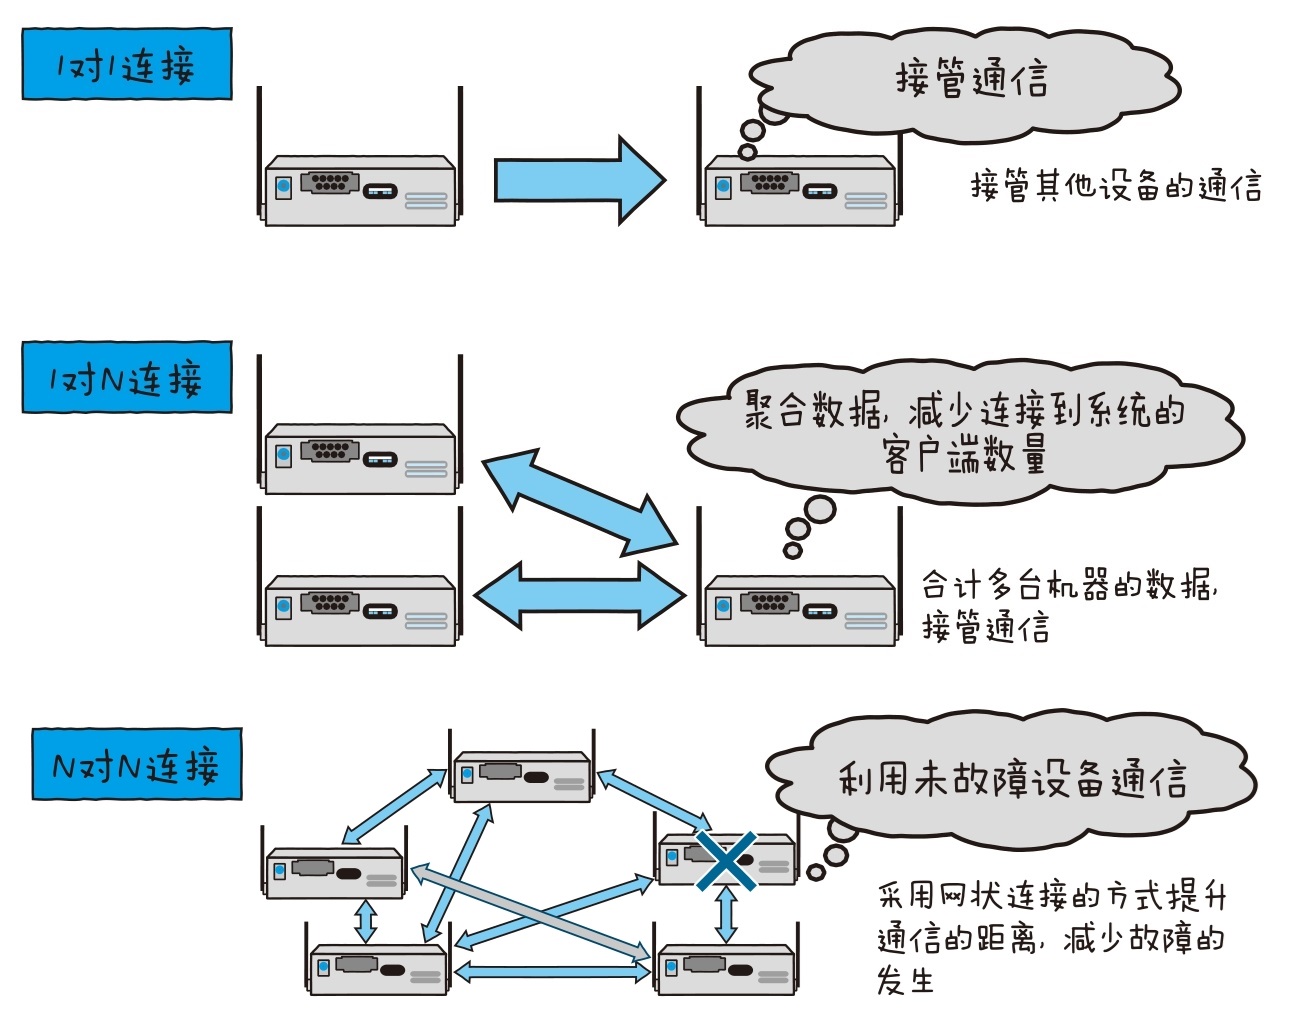 1对1连接
接管通信
接管其他设备的通信
1对N连接
聚合数据, 减少连接到系统的
客户端数量
合计多台机器的数据,
接管通信
N对N连接
利用未故障设备通信
采用网状连接的方式提升
通信的距离, 减少故障的
发生